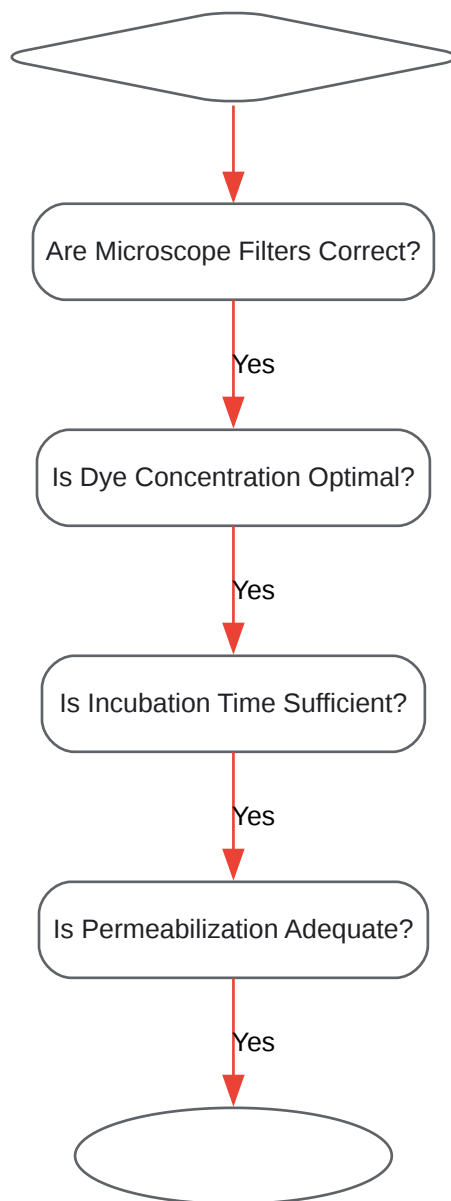 Are Microscope Filters Correct?
Yes
Is Dye Concentration Optimal?
Yes
Is Incubation Time Sufficient?
Yes
Is Permeabilization Adequate?
Yes